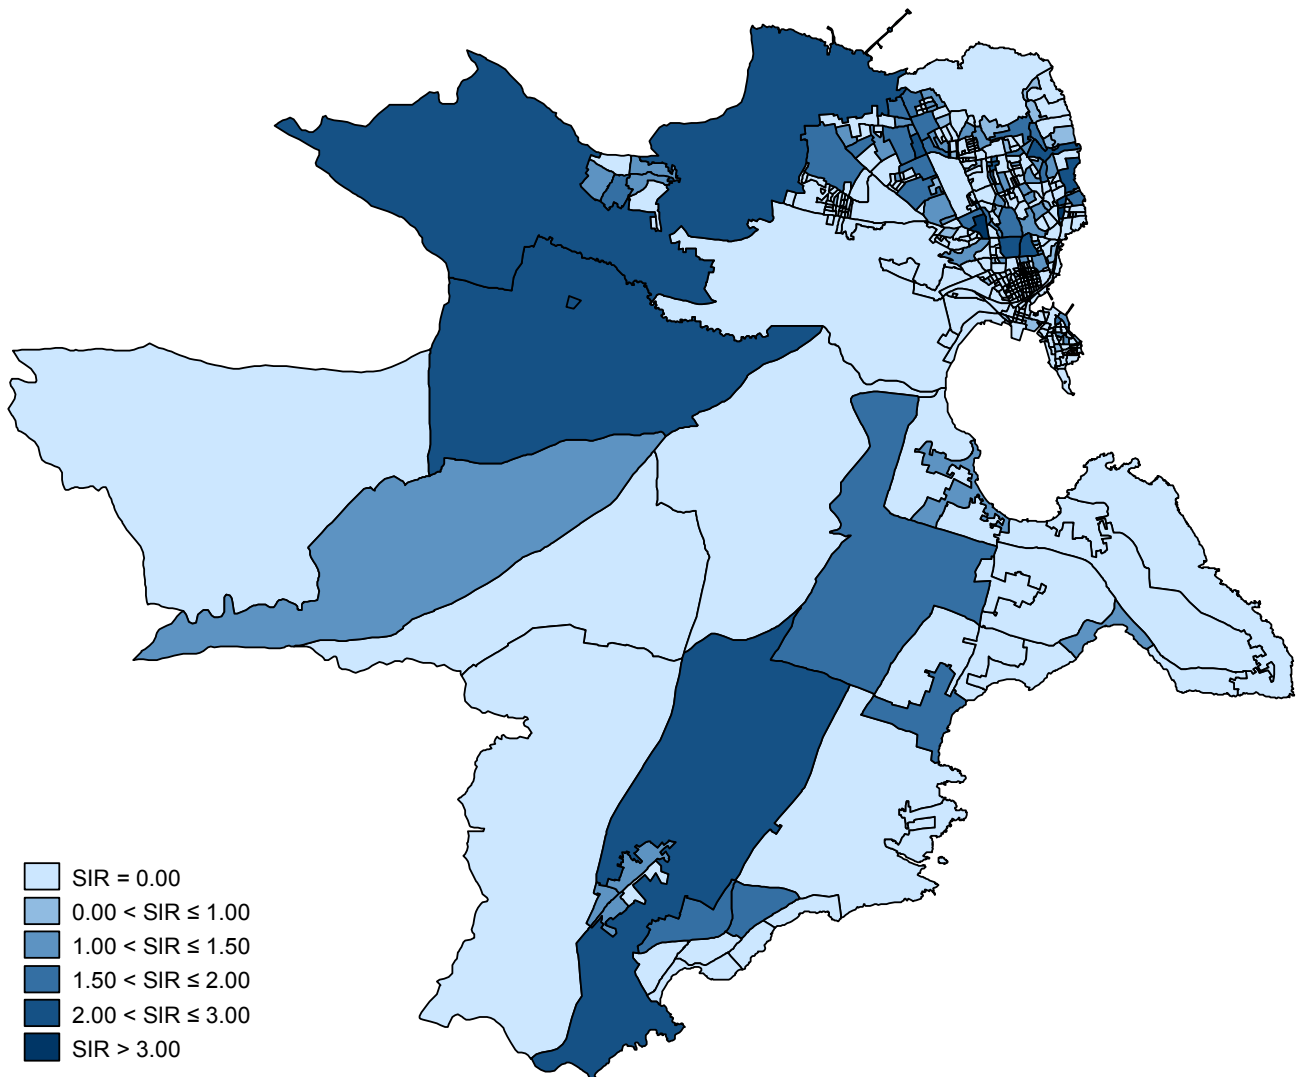 SIR = 0.00
0.00 < SIR ≤ 1.00
1.00 < SIR ≤ 1.50
1.50 < SIR ≤ 2.00
2.00 < SIR ≤ 3.00
SIR > 3.00